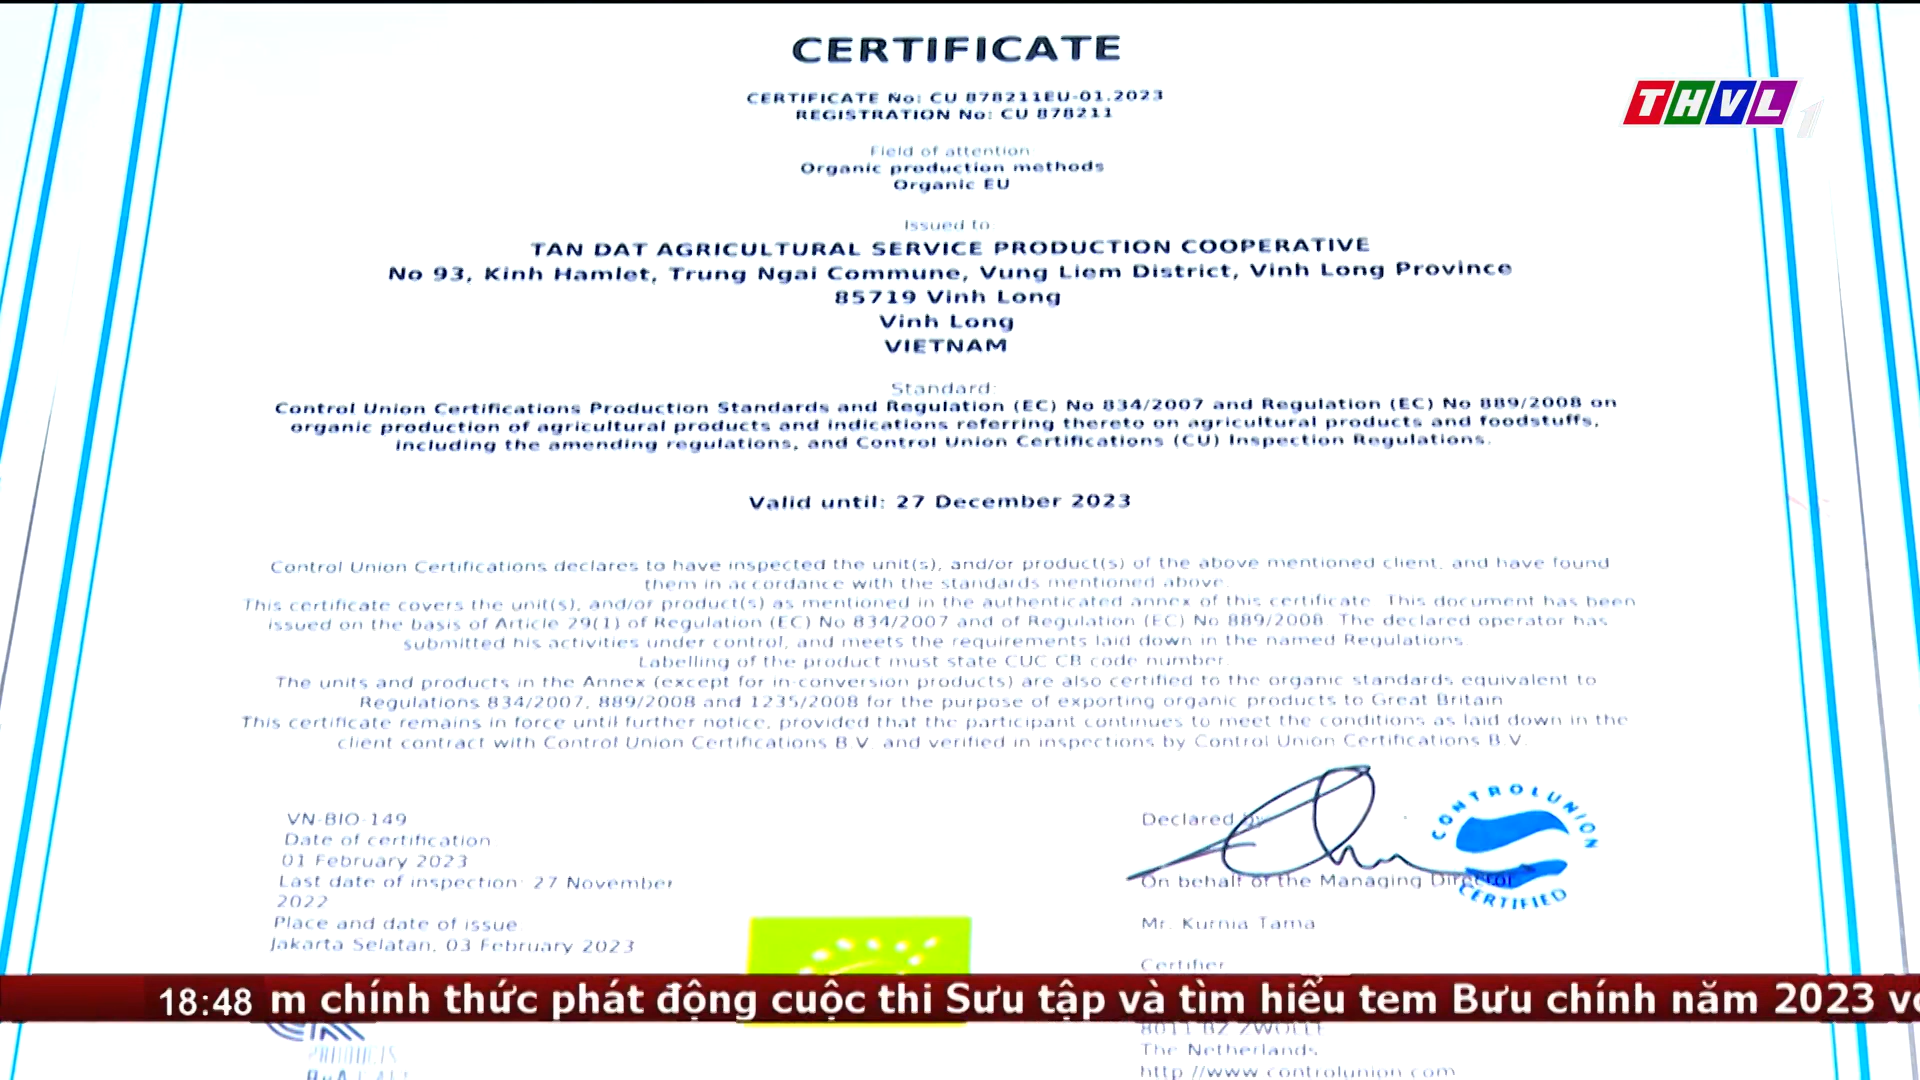 CERTIFICATE
CERTIFICATE No: CU 878211EU-01.2023
REGISTRATION No: CU 878211
THVL 1
Field of attention
Organic production methods
Organic EU
Issued to:
TAN DAT AGRICULTURAL SERVICE PRODUCTION COOPERATIVE
No 93, Kinh Hamlet, Trung Ngai Commune, Vung Liem District, Vinh Long Province
85719 Vinh Long
Vinh Long
VIETNAM
Standard:
Control Union Certifications Production Standards and Regulation (EC) No 834/2007 and Regulation (EC) No 889/2008 on
organic production of agricultural products and indications referring thereto on agricultural products and foodstuffs,
including the amending regulations, and Control Union Certifications (CU) Inspection Regulations.
Valid until: 27 December 2023
Control Union Certifications declares to have inspected the unit(s), and/or product(s) of the above mentioned client, and have found
them in accordance with the standards mentioned above.
This certificate covers the unit(s), and/or product(s) as mentioned in the authenticated annex of this certificate. This document has been
issued on the basis of Article 29(1) of Regulation (EC) No 834/2007 and of Regulation (EC) No 889/2008. The declared operator has
submitted his activities under control, and meets the requirements laid down in the named Regulations.
Labelling of the product must state CUC CB code number.
The units and products in the Annex (except for in-conversion products) are also certified to the organic standards equivalent to
Regulations 834/2007, 889/2008 and 1235/2008 for the purpose of exporting organic products to Great Britain
This certificate remains in force until further notice, provided that the participant continues to meet the conditions as laid down in the
client contract with Control Union Certifications B.V. and verified in inspections by Control Union Certifications B.V.
VN-BIO-149
Date of certification
01 February 2023
Last date of inspection: 27 November
2022
Place and date of issue
Jakarta Selatan, 03 February 2023
Declared by
On behalf of the Managing Director
CONTROLUNION
CERTIFIED
Mr. Kurnia Tama
Certifier
18:48 m chính thức phát động cuộc thi Sưu tập và tìm hiểu tem Bưu chính năm 2023 vớ
8011 BZ ZWOLLE
The Netherlands
http://www.controlunion.com
PRODUCTS